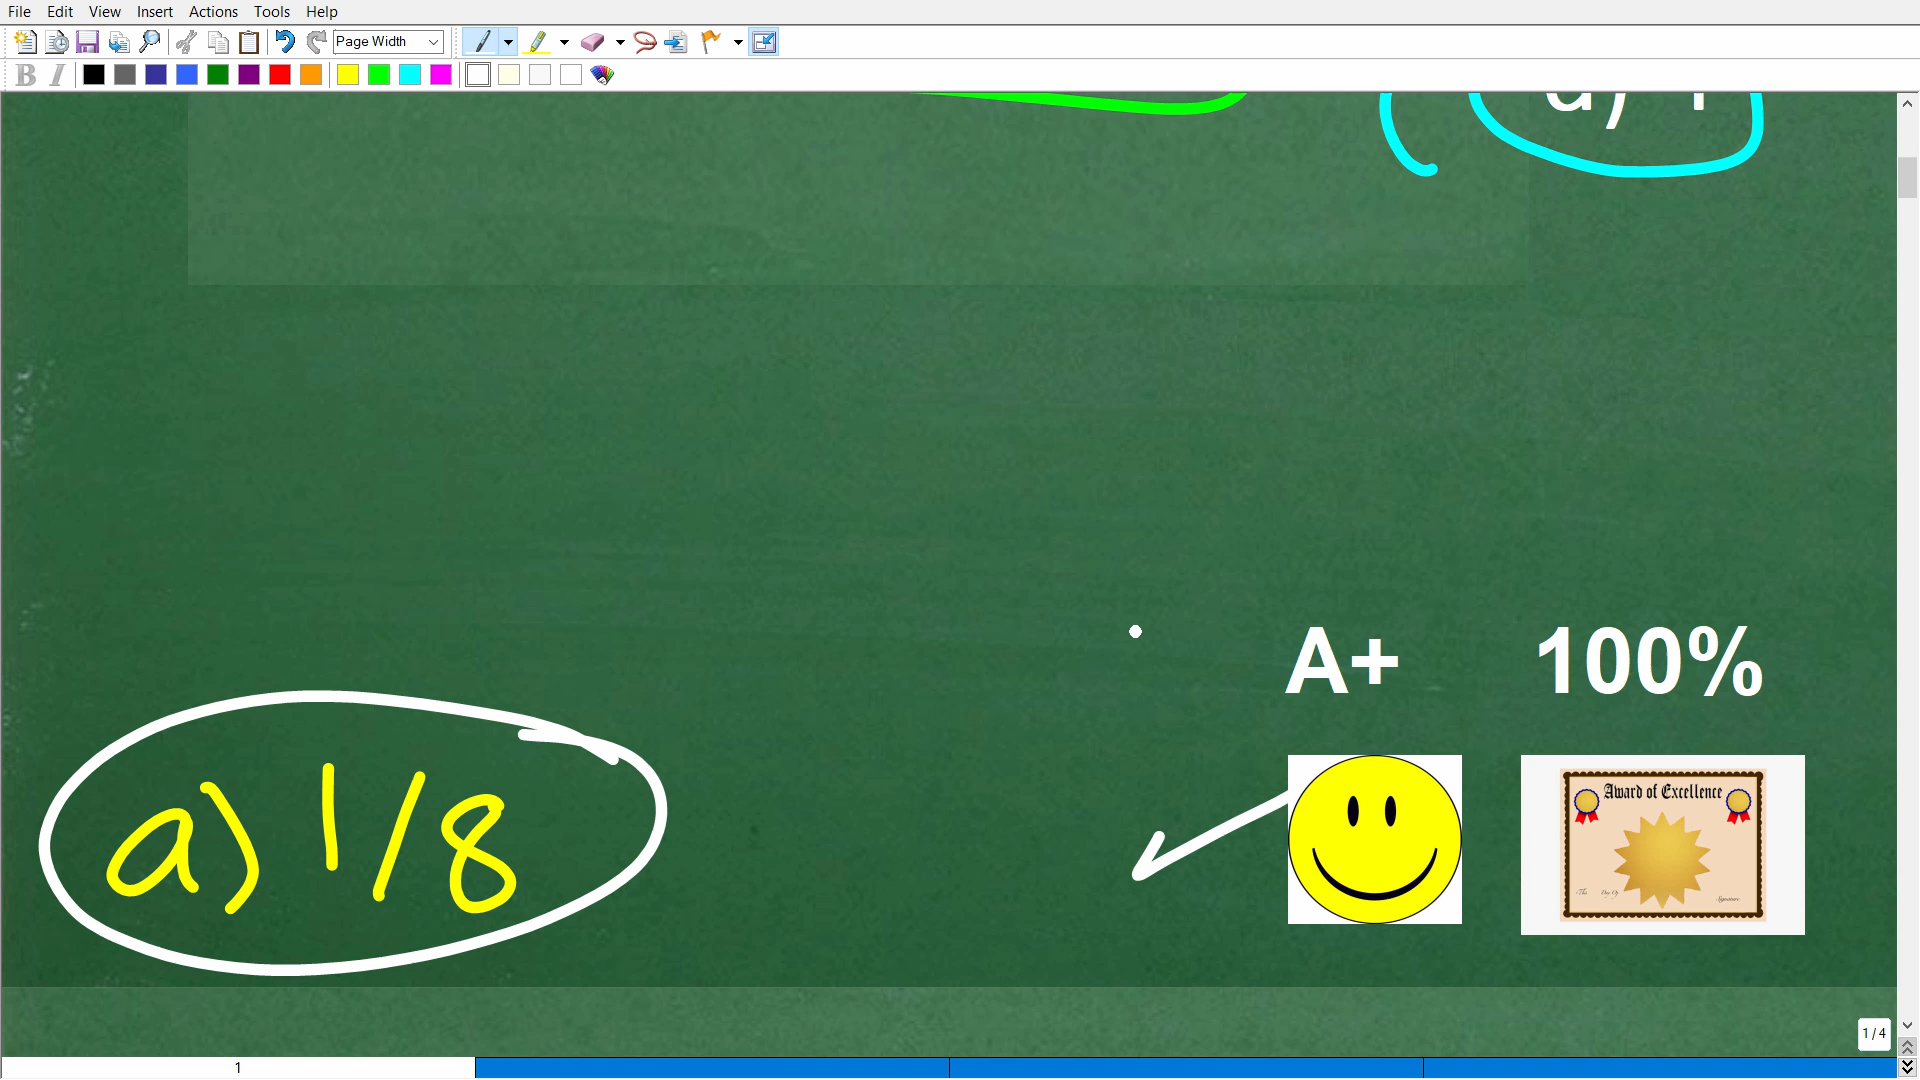 File Edit View Insert Actions Tools Help
Page Width
B I
A+ 100%
a) 1/8
Award of Excellence
1 / 4
1